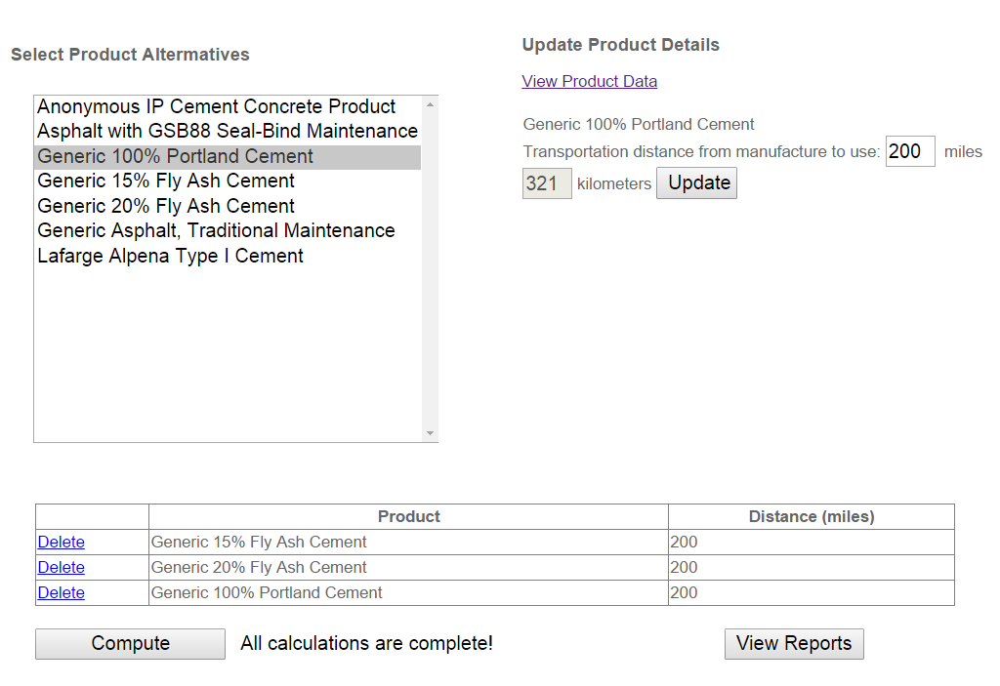 Select Product Altermatives
Anonymous IP Cement Concrete Product
Asphalt with GSB88 Seal-Bind Maintenance
Generic 100% Portland Cement
Generic 15% Fly Ash Cement
Generic 20% Fly Ash Cement
Generic Asphalt, Traditional Maintenance
Lafarge Alpena Type I Cement
Update Product Details
View Product Data
Generic 100% Portland Cement
Transportation distance from manufacture to use: 200 miles
321 kilometers Update
Product Distance (miles)
Delete Generic 15% Fly Ash Cement 200
Delete Generic 20% Fly Ash Cement 200
Delete Generic 100% Portland Cement 200
Compute All calculations are complete! View Reports